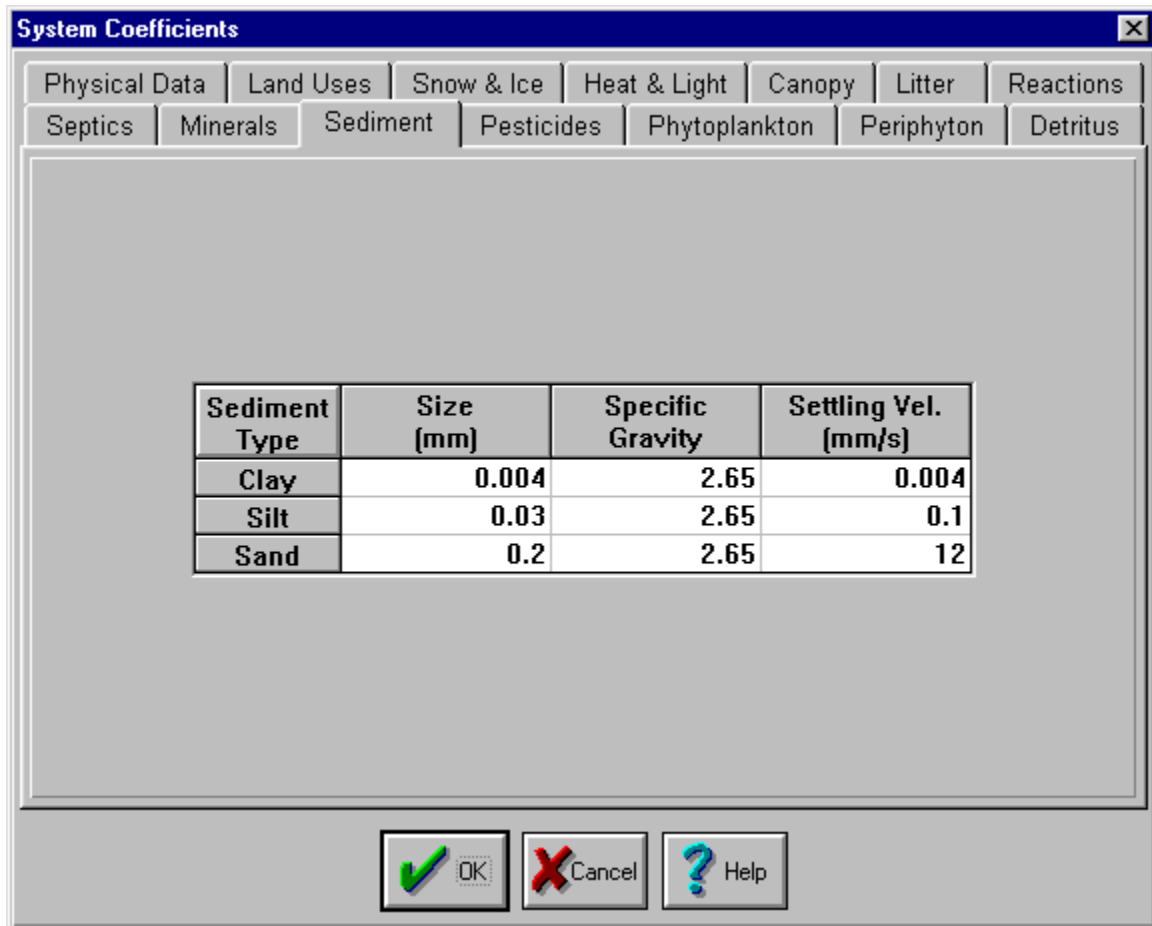 System Coefficients
Physical Data Land Uses Snow & Ice Heat & Light Canopy Litter Reactions
Septics Minerals Sediment Pesticides Phytoplankton Periphyton Detritus
Sediment Type Size (mm) Specific Gravity Settling Vel. (mm/s)
Clay 0.004 2.65 0.004
Silt 0.03 2.65 0.1
Sand 0.2 2.65 12
OK Cancel Help